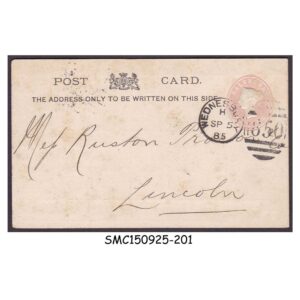 POST CARD.
THE ADDRESS ONLY TO BE WRITTEN ON THIS SIDE.
WEDNESBURY
H
SP 5
85
Ruston
Lincoln
SMC150925-201